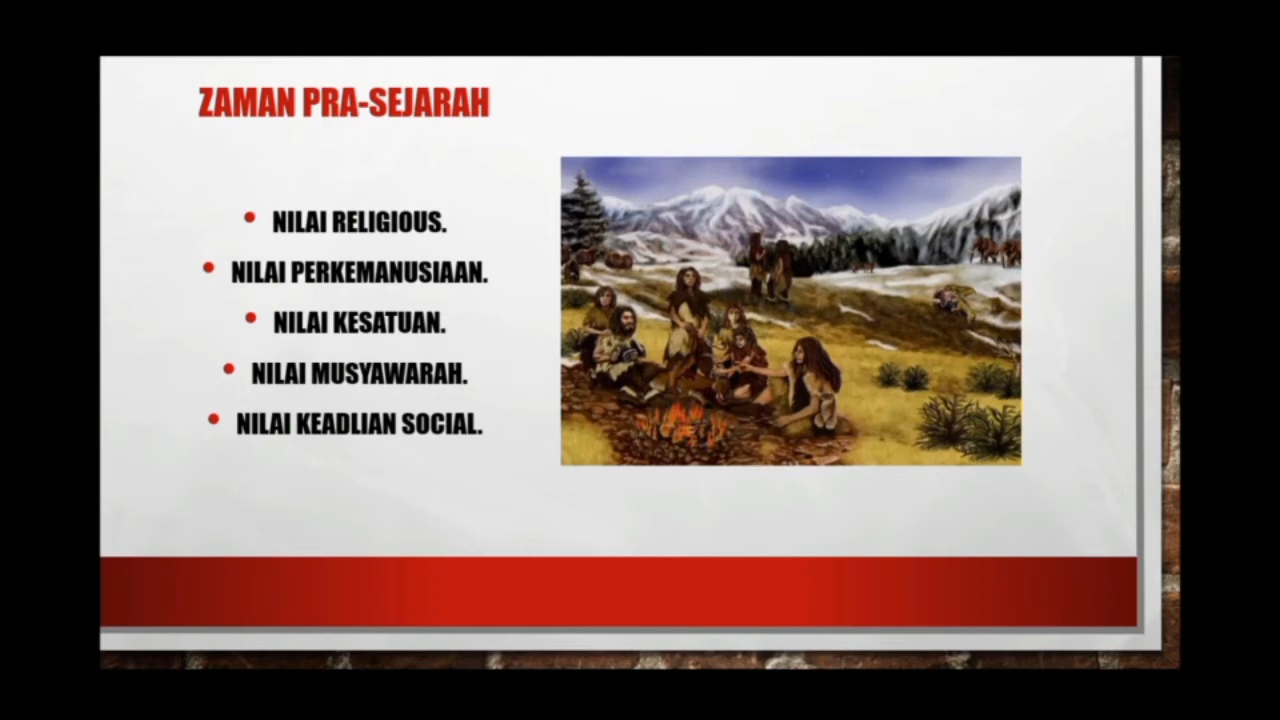 ZAMAN PRA-SEJARAH
NILAI RELIGIOUS.
NILAI PERKEMANUSIAAN.
NILAI KESATUAN.
NILAI MUSYAWARAH.
NILAI KEADLIAN SOCIAL.